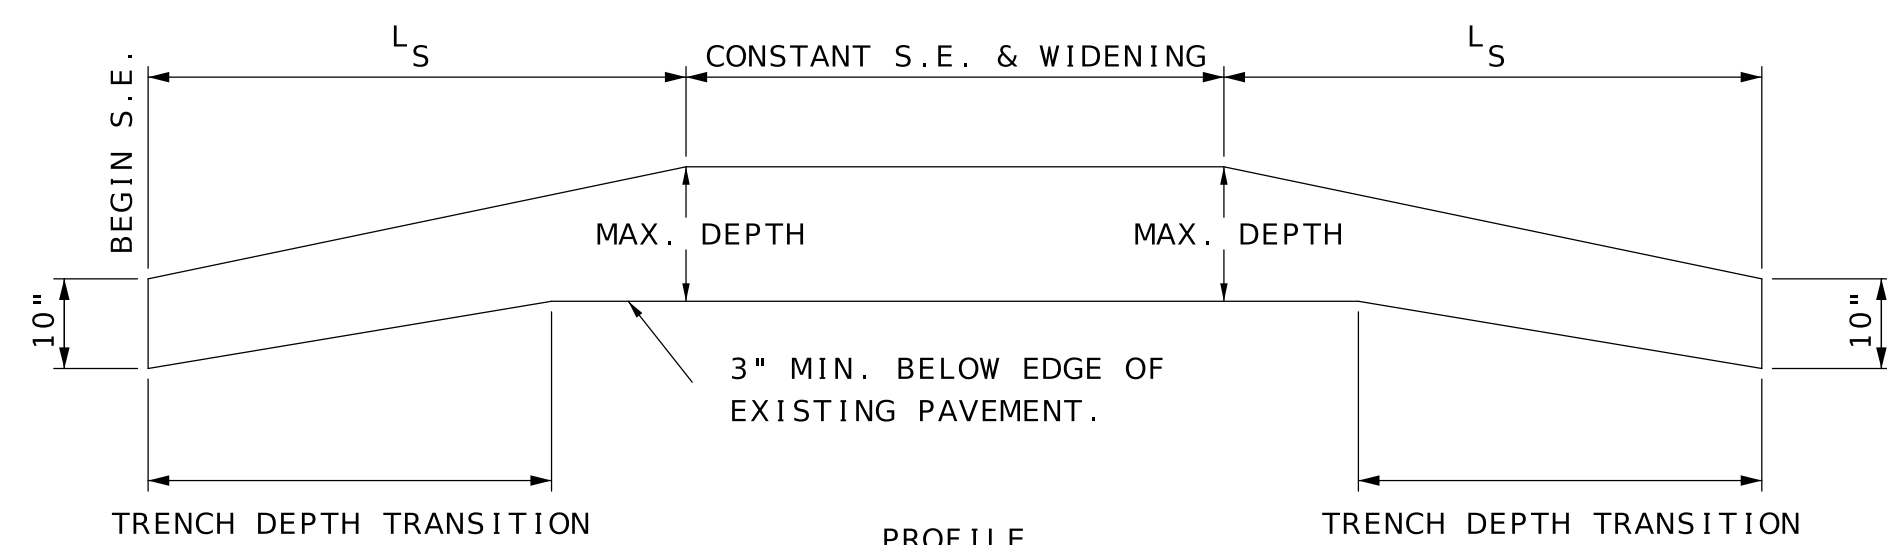 L
S
CONSTANT S.E. & WIDENING
L
S
BEGIN S.E.
MAX. DEPTH
MAX. DEPTH
10"
10"
3" MIN. BELOW EDGE OF
EXISTING PAVEMENT.
TRENCH DEPTH TRANSITION
TRENCH DEPTH TRANSITION
PROFILE